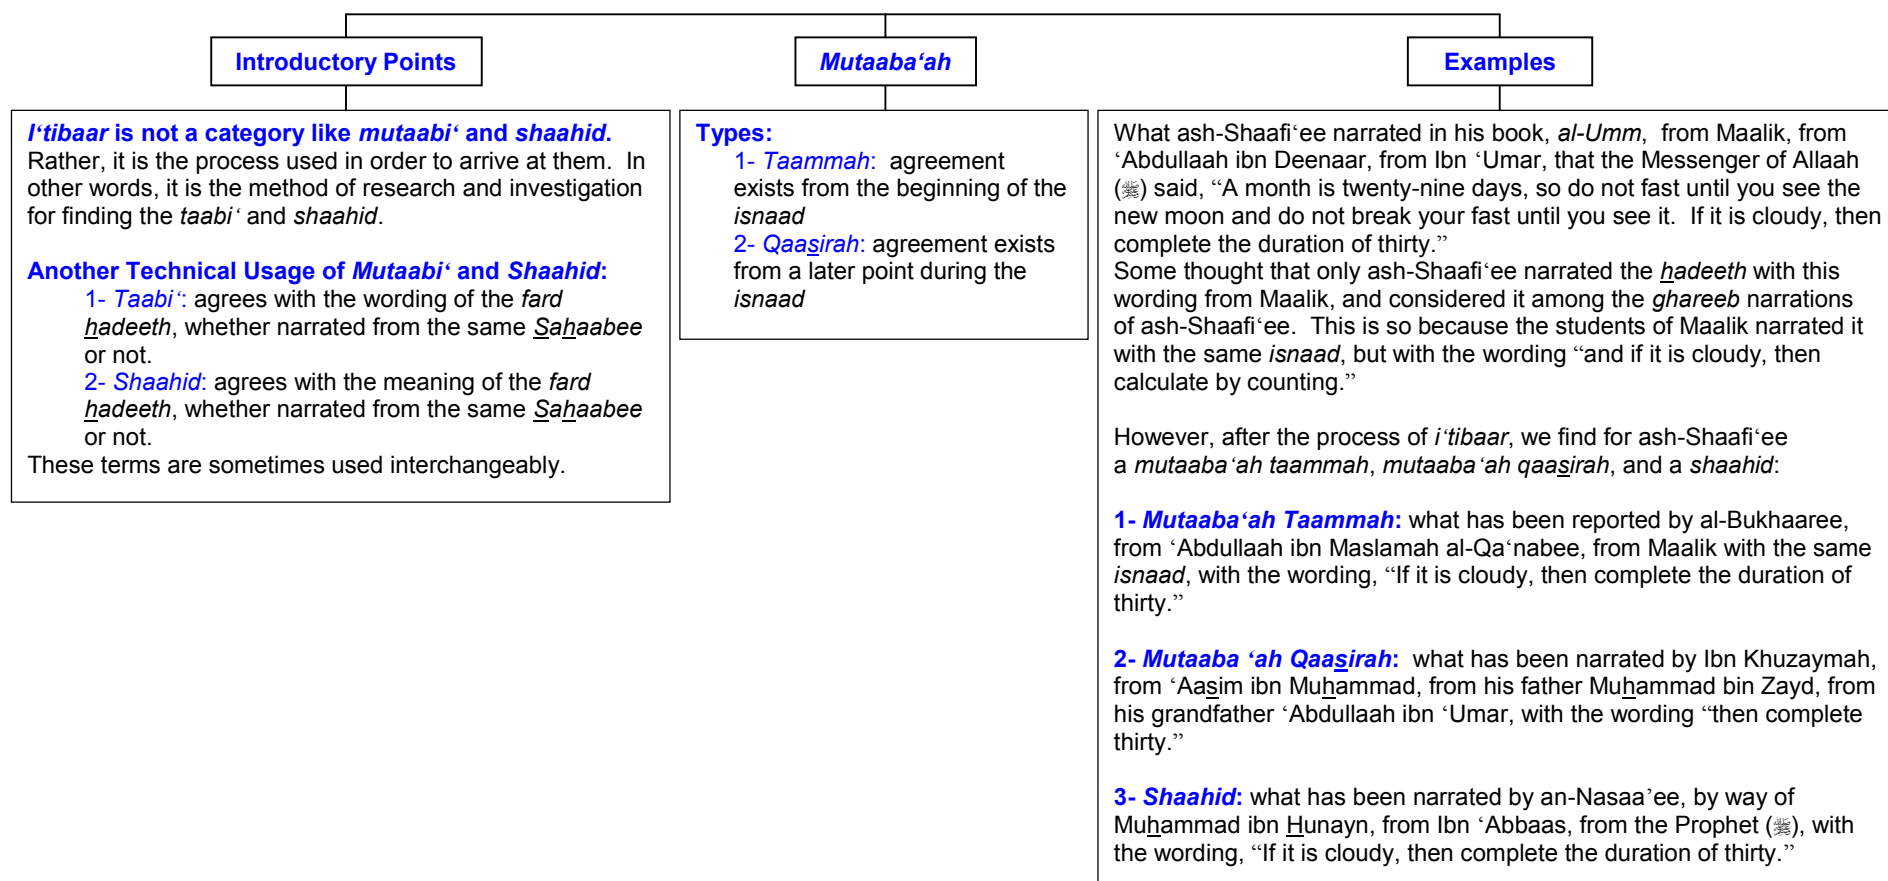 Introductory Points
Mutaaba‘ah
Examples
I‘tibaar is not a category like mutaabi‘ and shaahid.
Rather, it is the process used in order to arrive at them.  In
other words, it is the method of research and investigation
for finding the taabi‘ and shaahid.
Another Technical Usage of Mutaabi‘ and Shaahid:
1- Taabi‘: agrees with the wording of the fard
hadeeth, whether narrated from the same Sahaabee
or not.
2- Shaahid: agrees with the meaning of the fard
hadeeth, whether narrated from the same Sahaabee
or not.
These terms are sometimes used interchangeably.
Types:
1- Taammah:  agreement
exists from the beginning of the
isnaad
2- Qaasirah: agreement exists
from a later point during the
isnaad
What ash-Shaafi‘ee narrated in his book, al-Umm,  from Maalik, from
‘Abdullaah ibn Deenaar, from Ibn ‘Umar, that the Messenger of Allaah
(ﷺ) said, “A month is twenty-nine days, so do not fast until you see the
new moon and do not break your fast until you see it.  If it is cloudy, then
complete the duration of thirty.”
Some thought that only ash-Shaafi‘ee narrated the hadeeth with this
wording from Maalik, and considered it among the ghareeb narrations
of ash-Shaafi‘ee.  This is so because the students of Maalik narrated it
with the same isnaad, but with the wording “and if it is cloudy, then
calculate by counting.”
However, after the process of i‘tibaar, we find for ash-Shaafi‘ee
a mutaaba‘ah taammah, mutaaba‘ah qaasirah, and a shaahid:
1- Mutaaba‘ah Taammah: what has been reported by al-Bukhaaree,
from ‘Abdullaah ibn Maslamah al-Qa‘nabee, from Maalik with the same
isnaad, with the wording, “If it is cloudy, then complete the duration of
thirty.”
2- Mutaaba ‘ah Qaasirah:  what has been narrated by Ibn Khuzaymah,
from ‘Aasim ibn Muhammad, from his father Muhammad bin Zayd, from
his grandfather ‘Abdullaah ibn ‘Umar, with the wording “then complete
thirty.”
3- Shaahid: what has been narrated by an-Nasaa’ee, by way of
Muhammad ibn Hunayn, from Ibn ‘Abbaas, from the Prophet (ﷺ), with
the wording, “If it is cloudy, then complete the duration of thirty.”